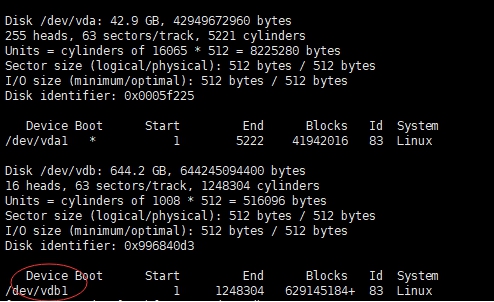 Disk /dev/vda: 42.9 GB, 42949672960 bytes
255 heads, 63 sectors/track, 5221 cylinders
Units = cylinders of 16065 * 512 = 8225280 bytes
Sector size (logical/physical): 512 bytes / 512 bytes
I/O size (minimum/optimal): 512 bytes / 512 bytes
Disk identifier: 0x0005f225
Device Boot Start End Blocks Id System
/dev/vda1 * 1 5222 41942016 83 Linux
Disk /dev/vdb: 644.2 GB, 644245094400 bytes
16 heads, 63 sectors/track, 1248304 cylinders
Units = cylinders of 1008 * 512 = 516096 bytes
Sector size (logical/physical): 512 bytes / 512 bytes
I/O size (minimum/optimal): 512 bytes / 512 bytes
Disk identifier: 0x996840d3
Device Boot Start End Blocks Id System
/dev/vdb1 1 1248304 629145184+ 83 Linux